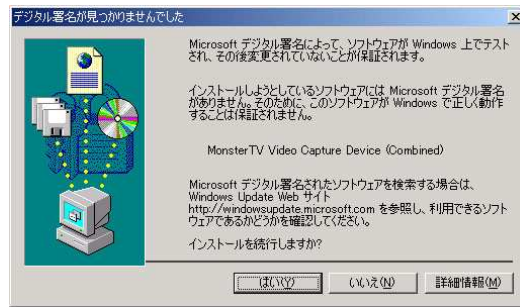 デジタル署名が見つかりませんでした
Microsoft デジタル署名によって、ソフトウェアが Windows 上でテスト
され、その後変更されていないことが保証されます。
インストールしようとしているソフトウェアには Microsoft デジタル署名
がありません。そのために、このソフトウェアが Windows で正しく動作
することは保証されません。
MonsterTV Video Capture Device (Combined)
Microsoft デジタル署名されたソフトウェアを検索する場合は、
Windows Update Web サイト
http://windowsupdate.microsoft.com を参照し、利用できるソフト
ウェアであるかどうかを確認してください。
インストールを続行しますか?
はい(Y) いいえ(N) 詳細情報(M)